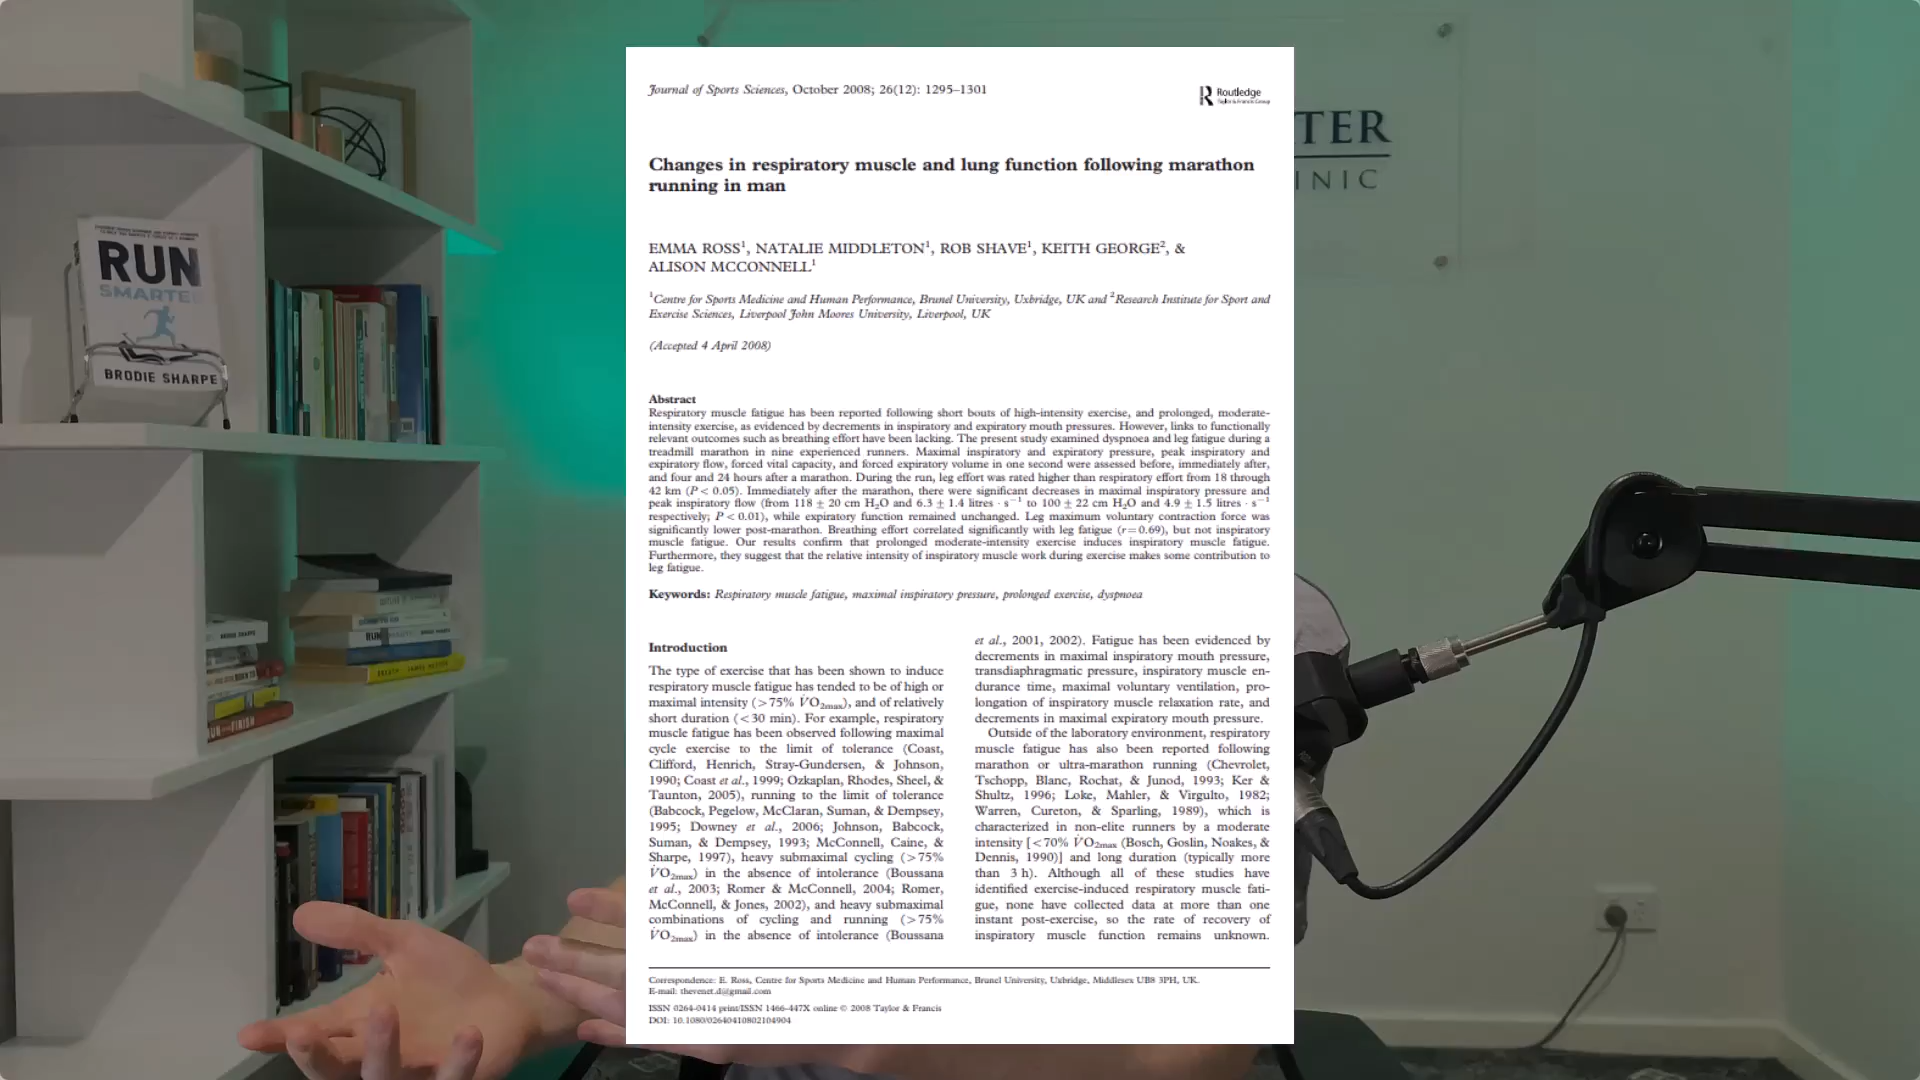 RUN
SMARTER
BRODIE SHARPE
TER
INIC
Journal of Sports Sciences, October 2008; 26(12): 1295–1301
Routledge
Taylor & Francis Group
Changes in respiratory muscle and lung function following marathon
running in man
EMMA ROSS1, NATALIE MIDDLETON1, ROB SHAVE1, KEITH GEORGE2, &
ALISON MCCONNELL1
1Centre for Sports Medicine and Human Performance, Brunel University, Uxbridge, UK and 2Research Institute for Sport and
Exercise Sciences, Liverpool John Moores University, Liverpool, UK
(Accepted 4 April 2008)
Abstract
Respiratory muscle fatigue has been reported following short bouts of high-intensity exercise, and prolonged, moderate-
intensity exercise, as evidenced by decrements in inspiratory and expiratory mouth pressures. However, links to functionally
relevant outcomes such as breathing effort have been lacking. The present study examined dyspnoea and leg fatigue during a
treadmill marathon in nine experienced runners. Maximal inspiratory and expiratory pressure, peak inspiratory and
expiratory flow, forced vital capacity, and forced expiratory volume in one second were assessed before, immediately after,
and four and 24 hours after a marathon. During the run, leg effort was rated higher than respiratory effort from 18 through
42 km (P < 0.05). Immediately after the marathon, there were significant decreases in maximal inspiratory pressure and
peak inspiratory flow (from 118 ± 20 cm H2O and 6.3 ± 1.4 litres · s−1 to 100 ± 22 cm H2O and 4.9 ± 1.5 litres · s−1
respectively; P < 0.01), while expiratory function remained unchanged. Leg maximum voluntary contraction force was
significantly lower post-marathon. Breathing effort correlated significantly with leg fatigue (r = 0.69), but not inspiratory
muscle fatigue. Our results confirm that prolonged moderate-intensity exercise induces inspiratory muscle fatigue.
Furthermore, they suggest that the relative intensity of inspiratory muscle work during exercise makes some contribution to
leg fatigue.
Keywords: Respiratory muscle fatigue, maximal inspiratory pressure, prolonged exercise, dyspnoea
Introduction
The type of exercise that has been shown to induce
respiratory muscle fatigue has tended to be of high or
maximal intensity (>75% V̇O2max), and of relatively
short duration (<30 min). For example, respiratory
muscle fatigue has been observed following maximal
cycle exercise to the limit of tolerance (Coast,
Clifford, Henrich, Stray-Gundersen, & Johnson,
1990; Coast et al., 1999; Ozkaplan, Rhodes, Sheel, &
Taunton, 2005), running to the limit of tolerance
(Babcock, Pegelow, McClaran, Suman, & Dempsey,
1995; Downey et al., 2006; Johnson, Babcock,
Suman, & Dempsey, 1993; McConnell, Caine, &
Sharpe, 1997), heavy submaximal cycling (>75%
V̇O2max) in the absence of intolerance (Boussana
et al., 2003; Romer & McConnell, 2004; Romer,
McConnell, & Jones, 2002), and heavy submaximal
combinations of cycling and running (>75%
V̇O2max) in the absence of intolerance (Boussana
et al., 2001, 2002). Fatigue has been evidenced by
decrements in maximal inspiratory mouth pressure,
transdiaphragmatic pressure, inspiratory muscle en-
durance time, maximal voluntary ventilation, pro-
longation of inspiratory muscle relaxation rate, and
decrements in maximal expiratory mouth pressure.
Outside of the laboratory environment, respiratory
muscle fatigue has also been reported following
marathon or ultra-marathon running (Chevrolet,
Tschopp, Blanc, Rochat, & Junod, 1993; Ker &
Shultz, 1996; Loke, Mahler, & Virgulto, 1982;
Warren, Cureton, & Sparling, 1989), which is
characterized in non-elite runners by a moderate
intensity [<70% V̇O2max (Bosch, Goslin, Noakes, &
Dennis, 1990)] and long duration (typically more
than 3 h). Although all of these studies have
identified exercise-induced respiratory muscle fati-
gue, none have collected data at more than one
instant post-exercise, so the rate of recovery of
inspiratory muscle function remains unknown.
Correspondence: E. Ross, Centre for Sports Medicine and Human Performance, Brunel University, Uxbridge, Middlesex UB8 3PH, UK.
E-mail: thevenet.d@gmail.com
ISSN 0264-0414 print/ISSN 1466-447X online © 2008 Taylor & Francis
DOI: 10.1080/02640410802104904